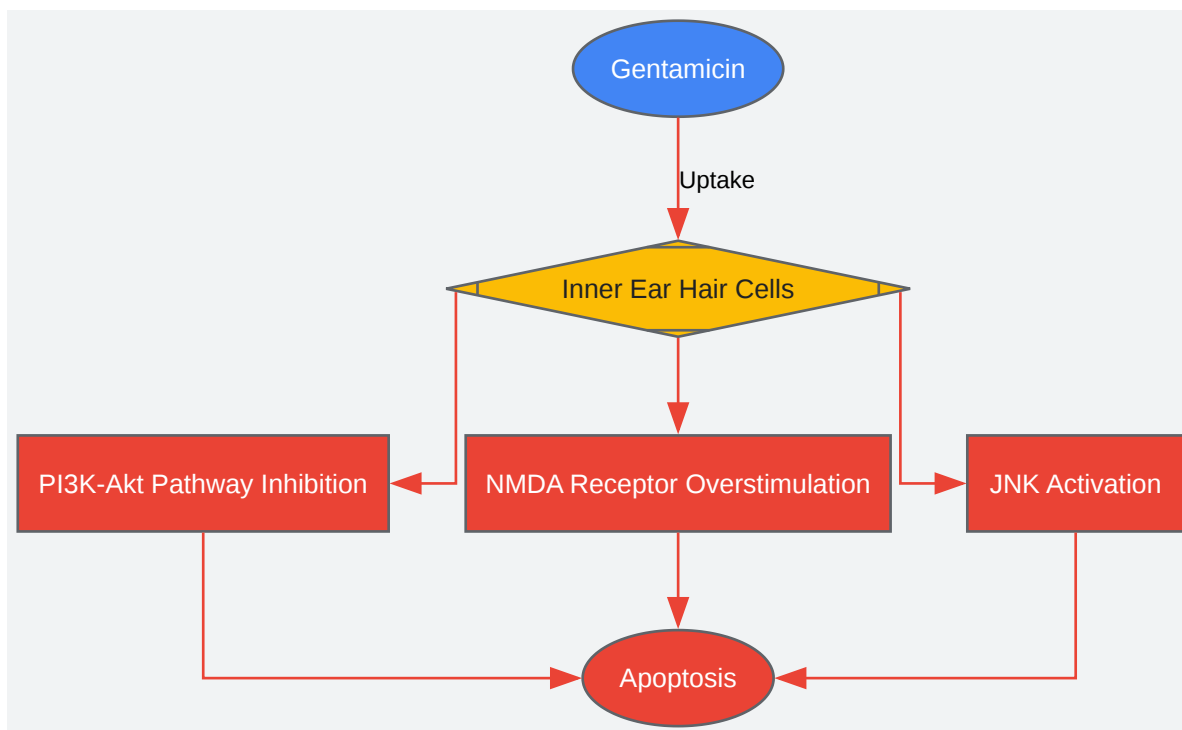 Gentamicin
Uptake
Inner Ear Hair Cells
PI3K-Akt Pathway Inhibition
NMDA Receptor Overstimulation
JNK Activation
Apoptosis